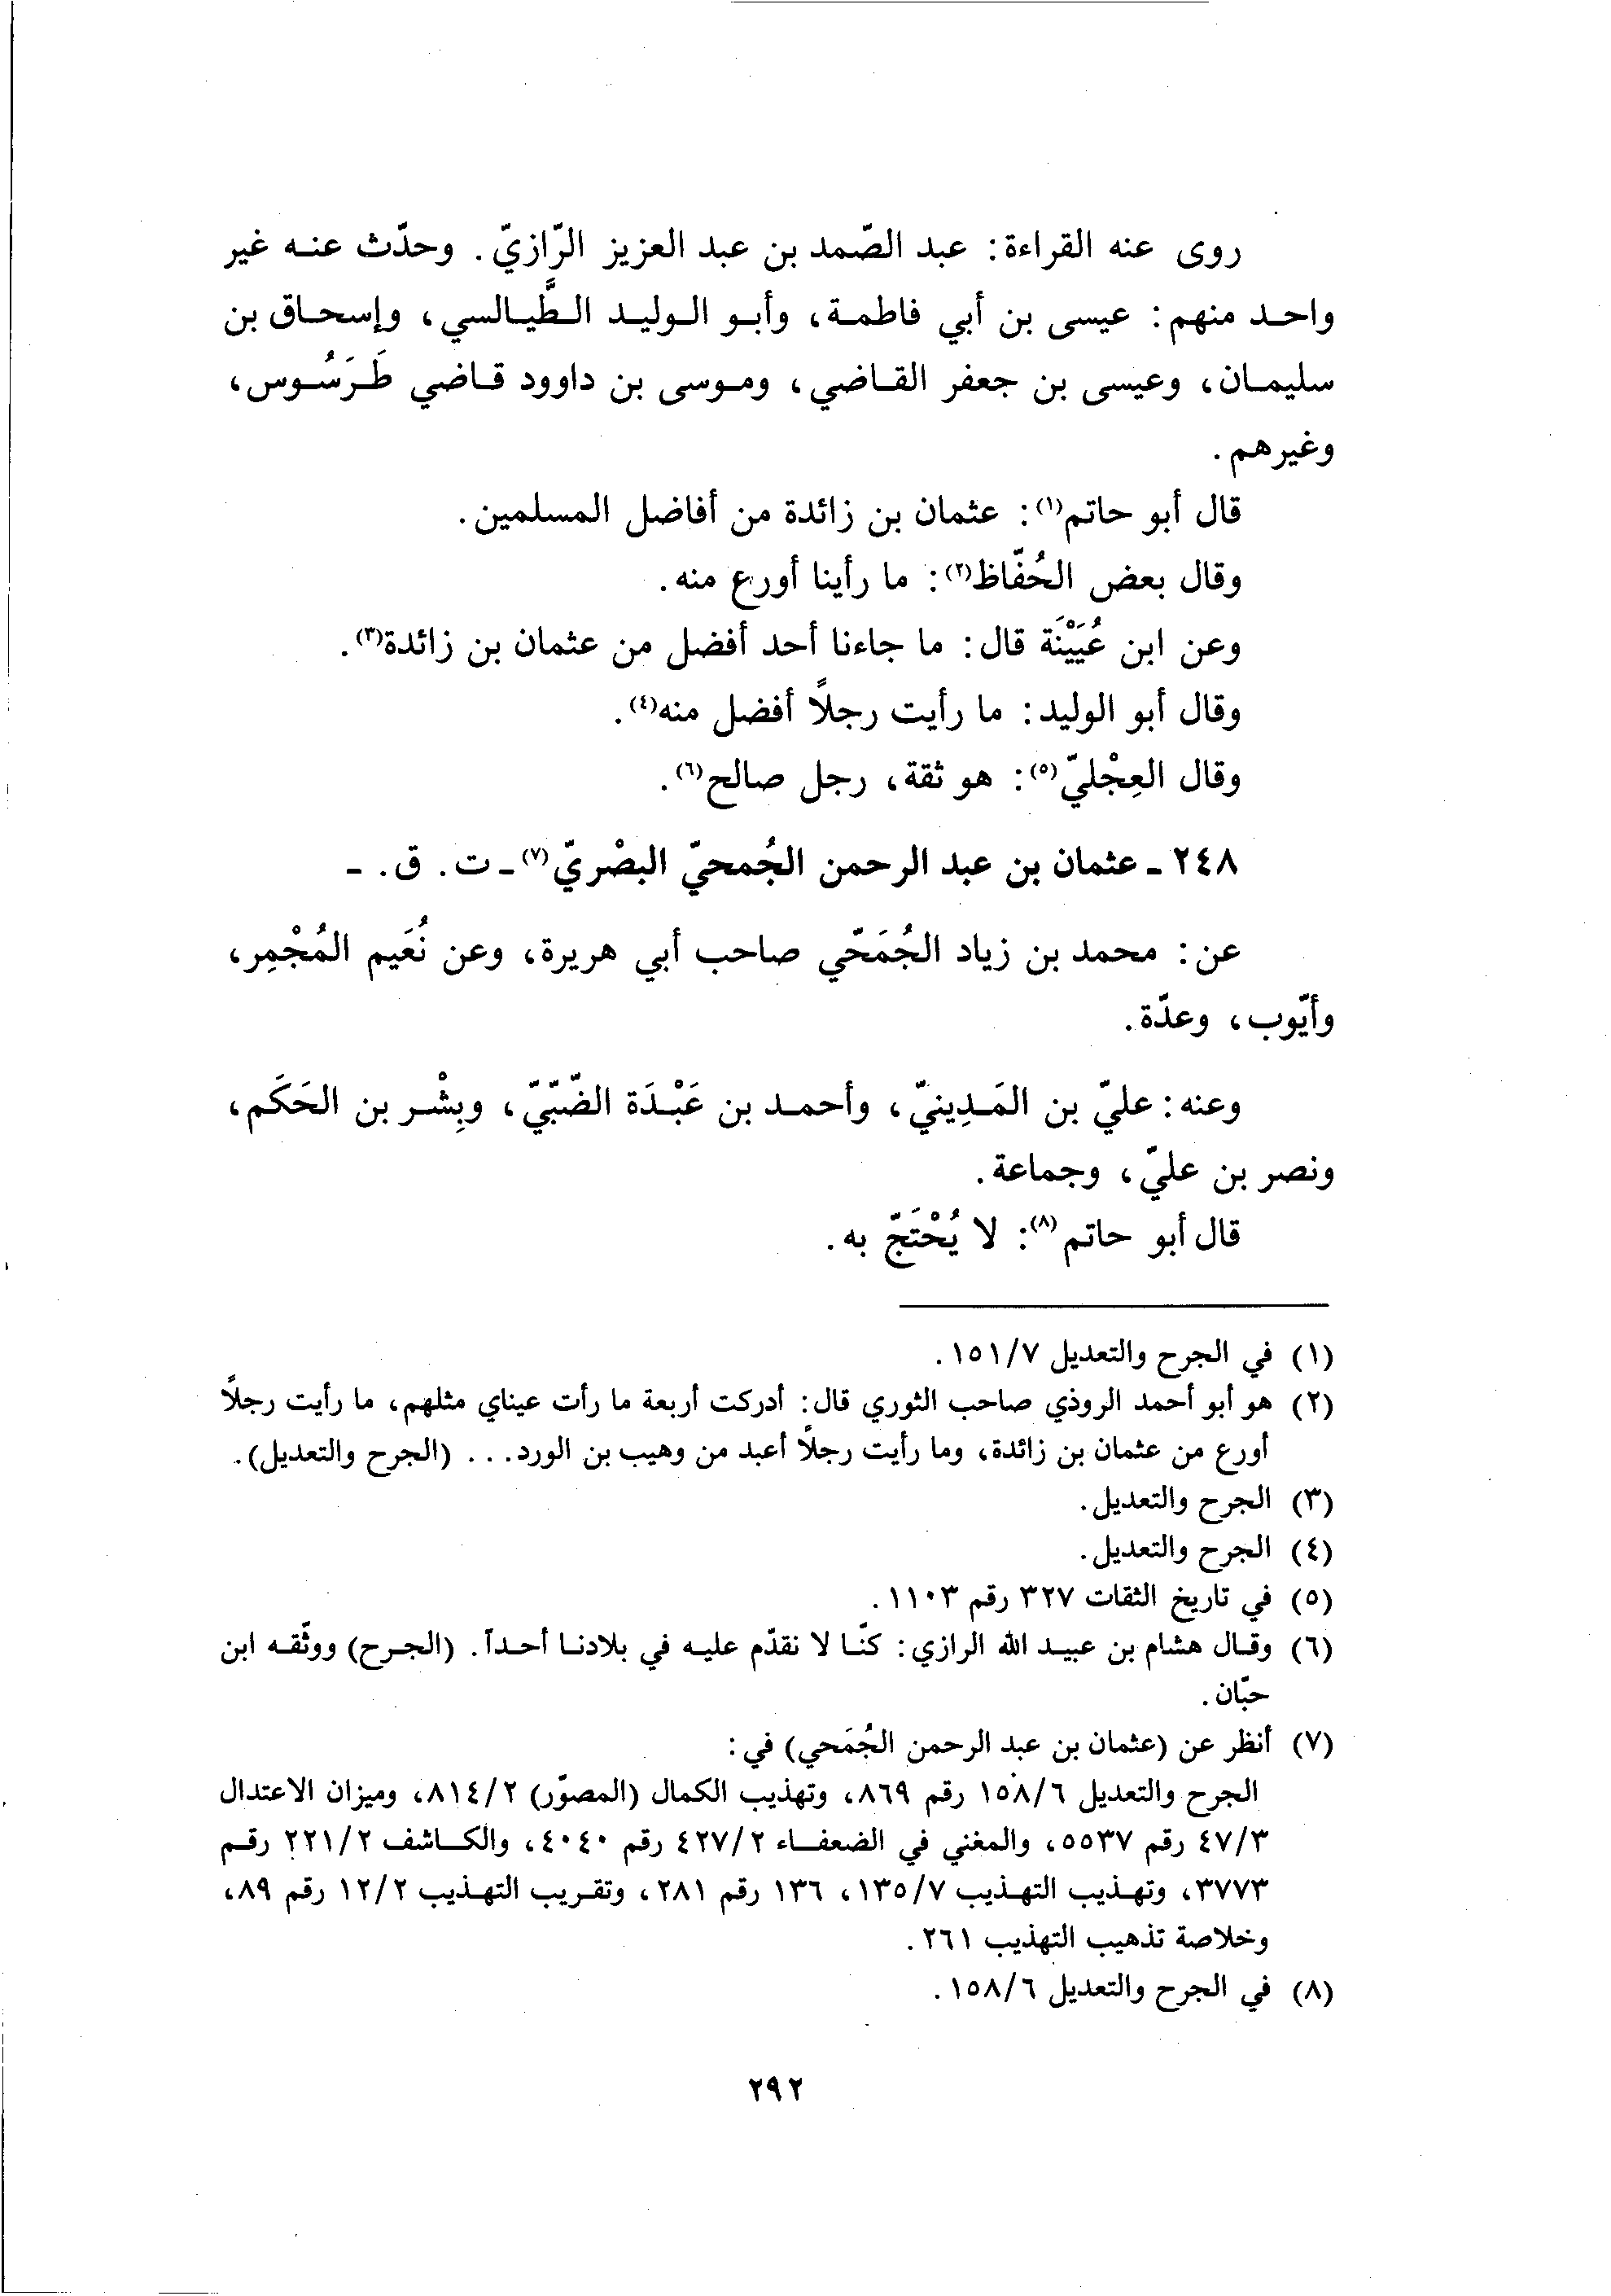 روى عنه القراءة: عبد الصّمد بن عبد العزيز الرّازيّ. وحدّث عنه غير
واحد منهم: عيسى بن أبي فاطمة، وأبو الوليد الطَّيالسي، وإسحاق بن
سليمان، وعيسى بن جعفر القاضي، وموسى بن داوود قاضي طَرَسُوس،
وغيرهم.
قال أبو حاتم(١): عثمان بن زائدة من أفاضل المسلمين.
وقال بعض الحُفّاظ(٢): ما رأينا أورع منه.
وعن ابن عُيَيْنَة قال: ما جاءنا أحد أفضل من عثمان بن زائدة(٣).
وقال أبو الوليد: ما رأيت رجلاً أفضل منه(٤).
وقال العِجْليّ(٥): هو ثقة، رجل صالح(٦).
٢٤٨ ـ عثمان بن عبد الرحمن الجُمحيّ البصْريّ(٧) ـ ت. ق. ـ
عن: محمد بن زياد الجُمَحّي صاحب أبي هريرة، وعن نُعَيم المُجْمِر،
وأيّوب، وعدّة.
وعنه: عليّ بن المَدِينيّ، وأحمد بن عَبْدَة الضّبّيّ، وبِشْر بن الحَكَم،
ونصر بن عليّ، وجماعة.
قال أبو حاتم(٨): لا يُحْتَجّ به.
(١) في الجرح والتعديل ١٥١/٧.
(٢) هو أبو أحمد الروذي صاحب الثوري قال: أدركت أربعة ما رأت عيناي مثلهم، ما رأيت رجلاً
أورع من عثمان بن زائدة، وما رأيت رجلاً أعبد من وهيب بن الورد... (الجرح والتعديل).
(٣) الجرح والتعديل.
(٤) الجرح والتعديل.
(٥) في تاريخ الثقات ٣٢٧ رقم ١١٠٣.
(٦) وقال هشام بن عبيد الله الرازي: كنّا لا نقدّم عليه في بلادنا أحداً. (الجرح) ووثّقه ابن
حبّان.
(٧) أنظر عن (عثمان بن عبد الرحمن الجُمَحي) في:
الجرح والتعديل ١٥٨/٦ رقم ٨٦٩، وتهذيب الكمال (المصوّر) ٨١٤/٢، وميزان الاعتدال
٤٧/٣ رقم ٥٥٣٧، والمغني في الضعفاء ٤٢٧/٢ رقم ٤٠٤٠، والكاشف ٢٢١/٢ رقم
٣٧٧٣، وتهذيب التهذيب ١٣٥/٧، ١٣٦ رقم ٢٨١، وتقريب التهذيب ١٢/٢ رقم ٨٩،
وخلاصة تذهيب التهذيب ٢٦١.
(٨) في الجرح والتعديل ١٥٨/٦.
٢٩٢